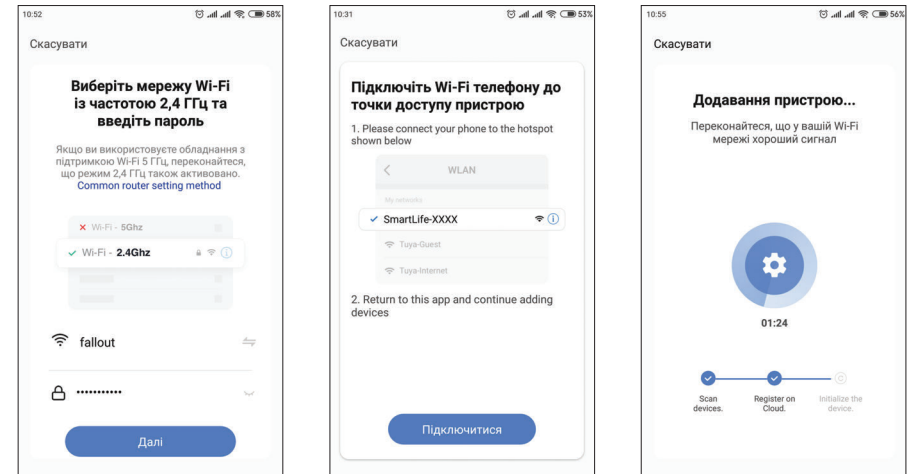 10:52
58%
Скасувати
Виберіть мережу Wi-Fi
із частотою 2,4 ГГц та
введіть пароль
Якщо ви використовуєте обладнання з
підтримкою Wi-Fi 5 ГГц, переконайтеся,
що режим 2,4 ГГц також активовано.
Common router setting method
Wi-Fi - 5Ghz
Wi-Fi - 2.4Ghz
fallout
•••••••••••
Далі
10:31
53%
Скасувати
Підключіть Wi-Fi телефону до
точки доступу пристрою
1. Please connect your phone to the hotspot
shown below
WLAN
My networks
SmartLife-XXXX
Tuya-Guest
Tuya-Internet
2. Return to this app and continue adding
devices
Підключитися
10:55
56%
Скасувати
Додавання пристрою...
Переконайтеся, що у вашій Wi-Fi
мережі хороший сигнал
01:24
Scan
devices.
Register on
Cloud.
Initialize the
device.